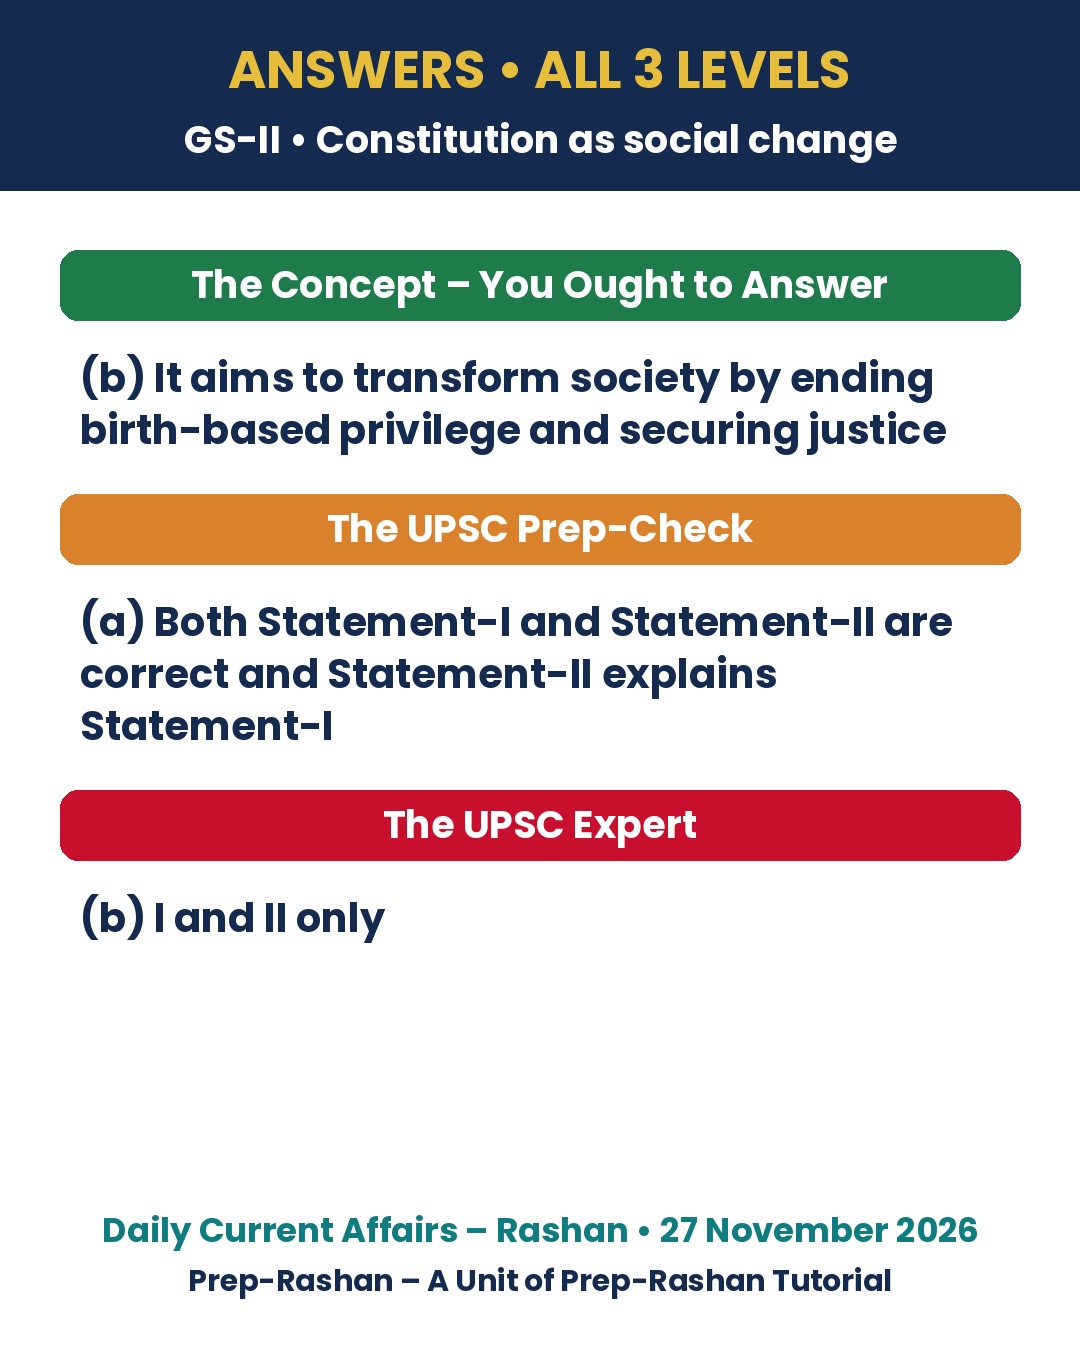 ANSWERS • ALL 3 LEVELS
GS-II • Constitution as social change
The Concept – You Ought to Answer
(b) It aims to transform society by ending
birth-based privilege and securing justice
The UPSC Prep-Check
(a) Both Statement-I and Statement-II are
correct and Statement-II explains
Statement-I
The UPSC Expert
(b) I and II only
Daily Current Affairs – Rashan • 27 November 2026
Prep-Rashan – A Unit of Prep-Rashan Tutorial